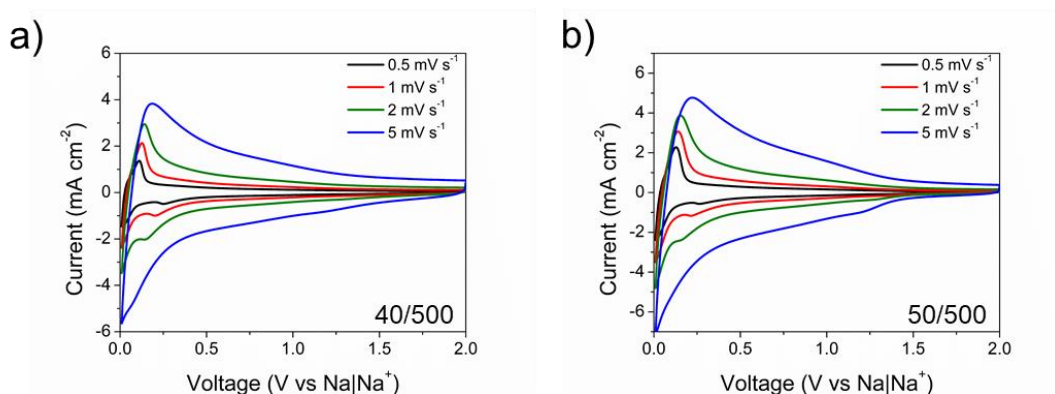 a)
Current (mA cm⁻²)
6
4
2
0
-2
-4
-6
0.5 mV s⁻¹
1 mV s⁻¹
2 mV s⁻¹
5 mV s⁻¹
40/500
0.0 0.5 1.0 1.5 2.0
Voltage (V vs Na|Na⁺)
b)
Current (mA cm⁻²)
6
4
2
0
-2
-4
-6
0.5 mV s⁻¹
1 mV s⁻¹
2 mV s⁻¹
5 mV s⁻¹
50/500
0.0 0.5 1.0 1.5 2.0
Voltage (V vs Na|Na⁺)